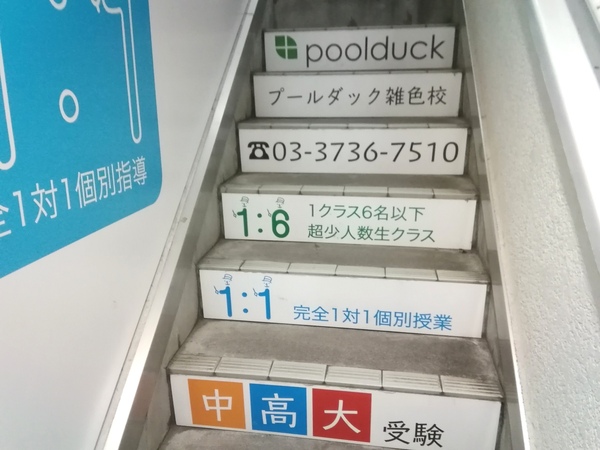 poolduck
プールダック雑色校
☎03-3736-7510
1:6
1クラス6名以下
超少人数生クラス
1:1
完全1対1個別授業
中高大受験
全1対1個別指導